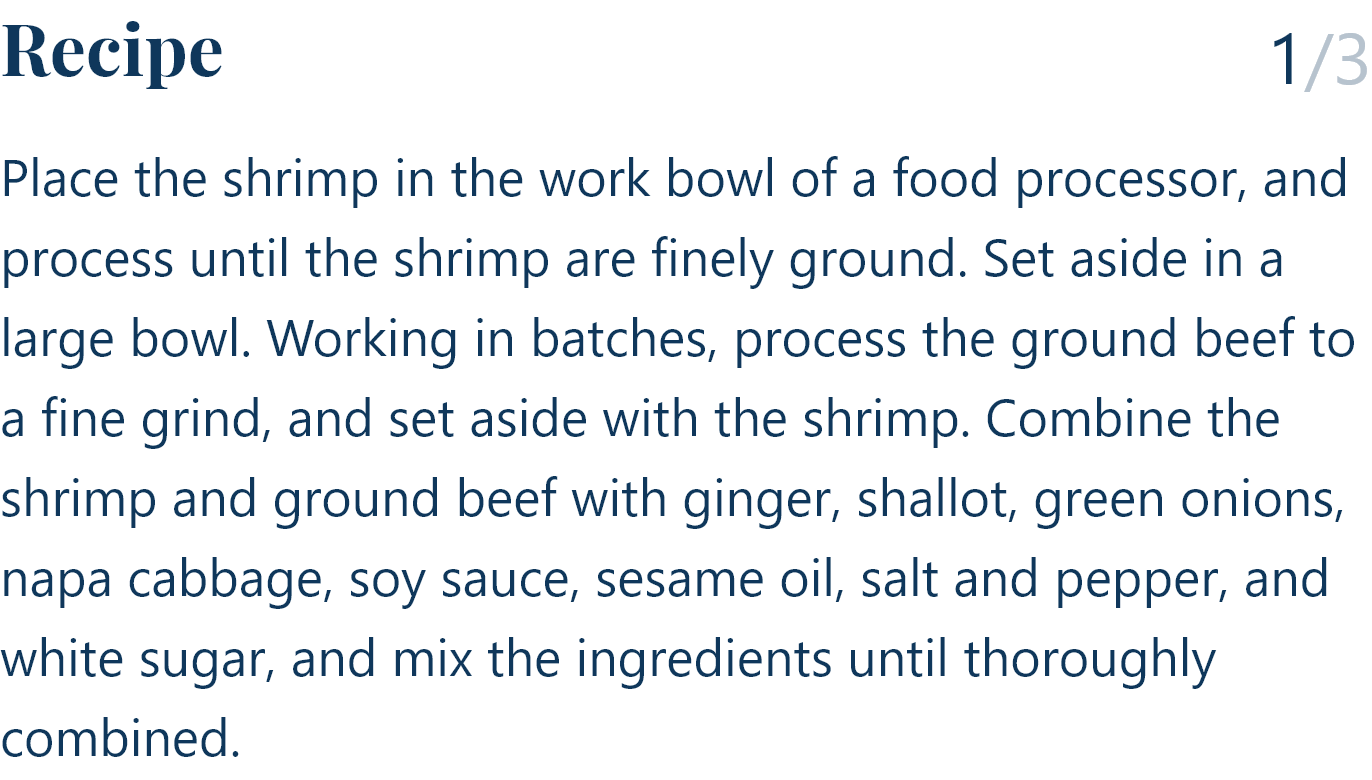 Recipe
1/3
Place the shrimp in the work bowl of a food processor, and
process until the shrimp are finely ground. Set aside in a
large bowl. Working in batches, process the ground beef to
a fine grind, and set aside with the shrimp. Combine the
shrimp and ground beef with ginger, shallot, green onions,
napa cabbage, soy sauce, sesame oil, salt and pepper, and
white sugar, and mix the ingredients until thoroughly
combined.